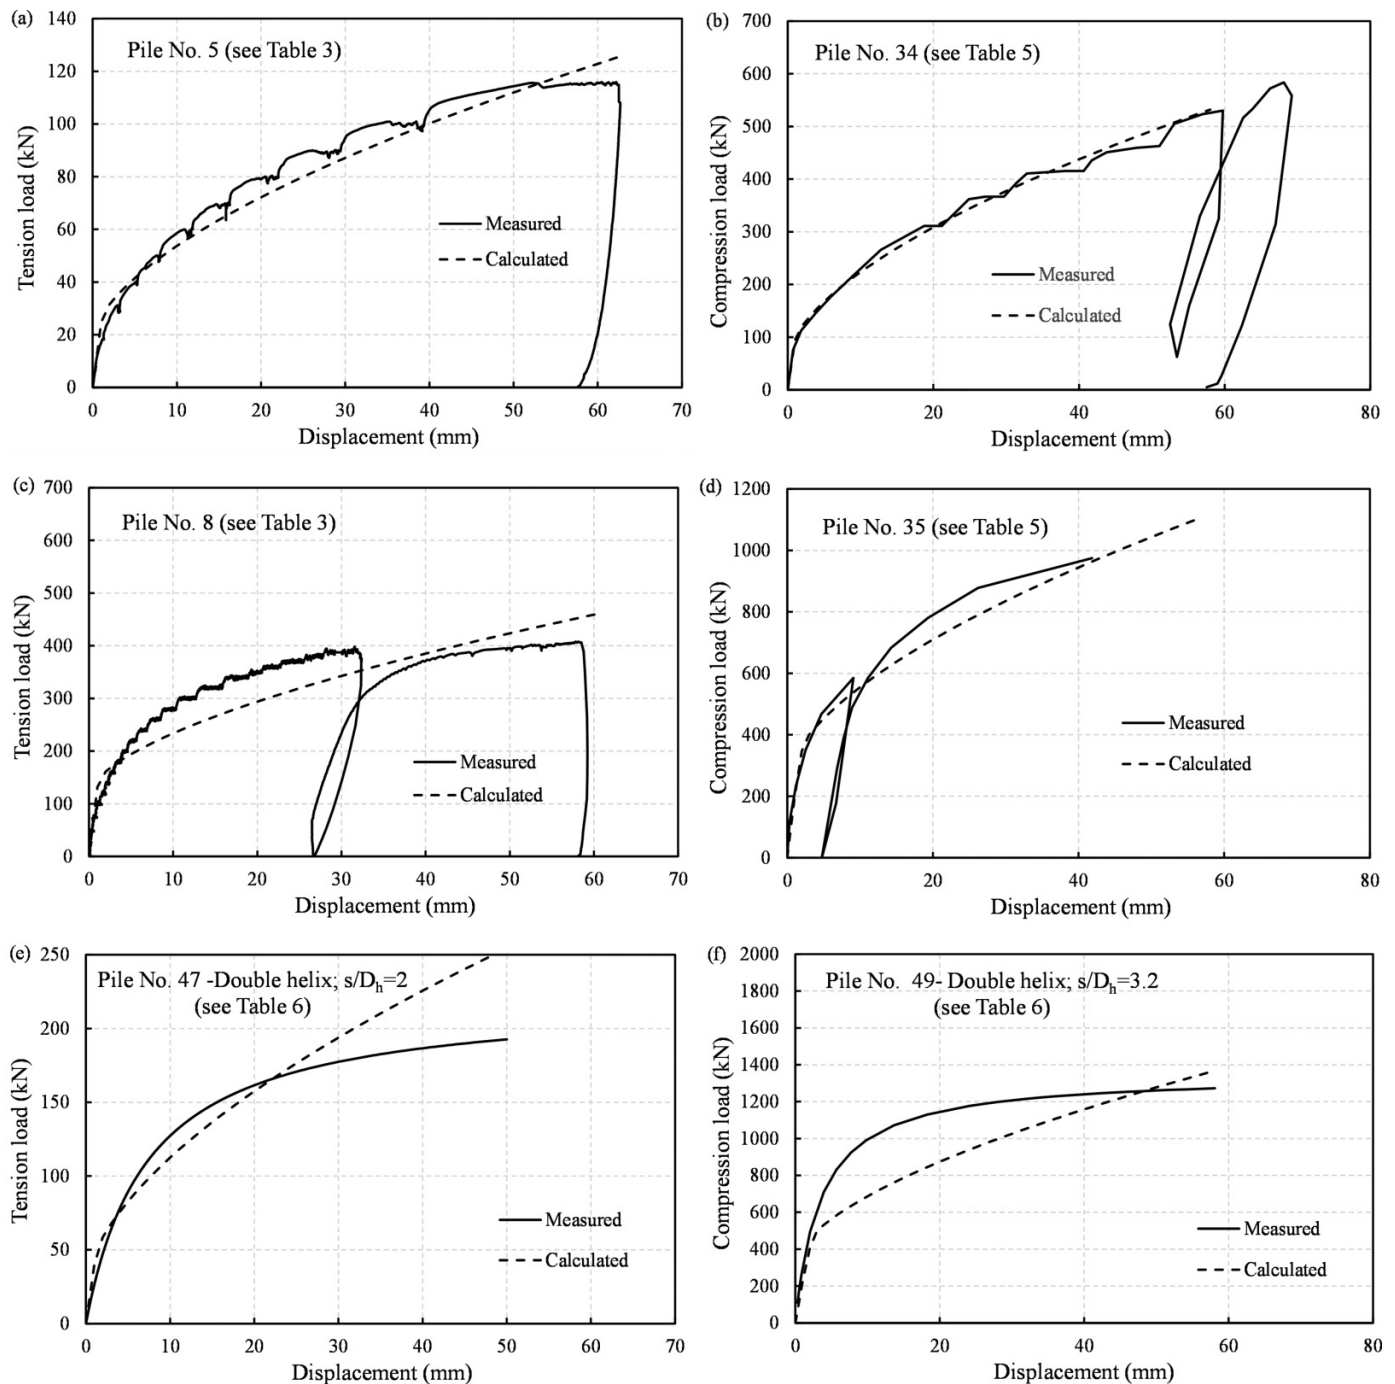 (a)
140
120
100
80
60
40
20
0
Tension load (kN)
Pile No. 5 (see Table 3)
Measured
Calculated
0 10 20 30 40 50 60 70
Displacement (mm)
(b)
700
600
500
400
300
200
100
0
Compression load (kN)
Pile No. 34 (see Table 5)
Measured
Calculated
0 20 40 60 80
Displacement (mm)
(c)
700
600
500
400
300
200
100
0
Tension load (kN)
Pile No. 8 (see Table 3)
Measured
Calculated
0 10 20 30 40 50 60 70
Displacement (mm)
(d)
1200
1000
800
600
400
200
0
Compression load (kN)
Pile No. 35 (see Table 5)
Measured
Calculated
0 20 40 60 80
Displacement (mm)
(e)
250
200
150
100
50
0
Tension load (kN)
Pile No. 47 -Double helix; s/Dh=2
(see Table 6)
Measured
Calculated
0 10 20 30 40 50 60 70
Displacement (mm)
(f)
2000
1800
1600
1400
1200
1000
800
600
400
200
0
Compression load (kN)
Pile No. 49- Double helix; s/Dh=3.2
(see Table 6)
Measured
Calculated
0 20 40 60 80
Displacement (mm)